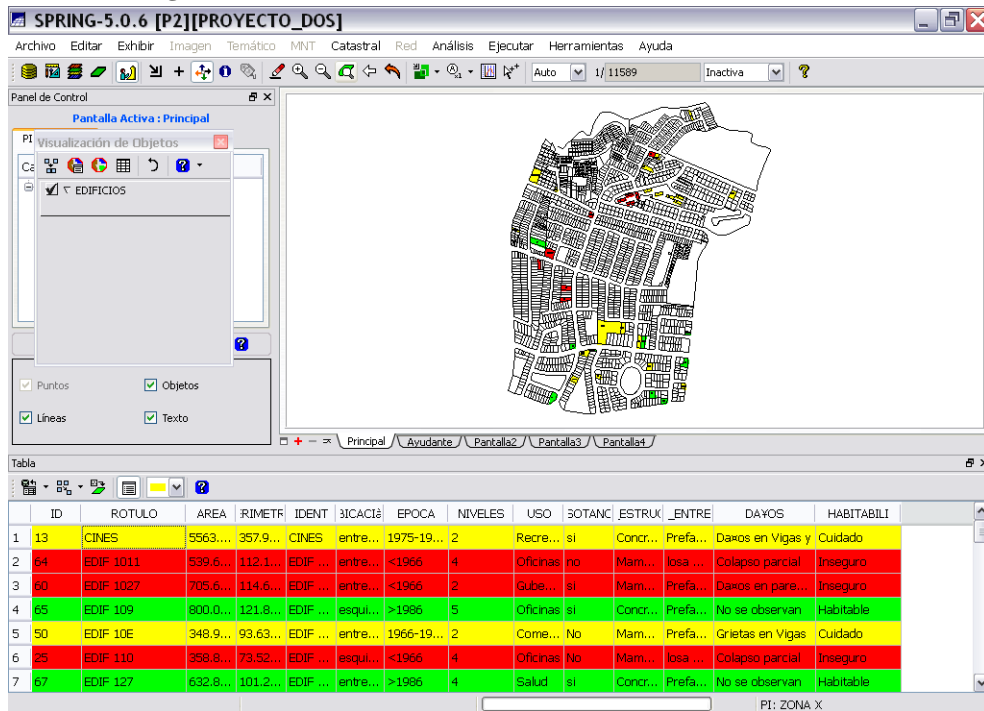 SPRING-5.0.6 [P2][PROYECTO_DOS]
Archivo Editar Exhibir Imagen Temático MNT Catastral Red Análisis Ejecutar Herramientas Ayuda
Auto 1/ 11589 Inactiva
Panel de Control
Pantalla Activa : Principal
PI Visualización de Objetos
Ca
EDIFICIOS
Puntos Objetos
Líneas Texto
Principal Ayudante Pantalla2 Pantalla3 Pantalla4
Tabla
ID ROTULO AREA RIMETR IDENT BICACIà EPOCA NIVELES USO SOTANC _ESTRUC _ENTRE DA¥OS HABITABILI
1 13 CINES 5563.... 357.9... CINES entre... 1975-19... 2 Recre... si Concr... Prefa... Da¤os en Vigas y Cuidado
2 64 EDIF 1011 539.6... 112.1... EDIF ... entre... <1966 4 Oficinas no Mam... losa ... Colapso parcial Inseguro
3 60 EDIF 1027 705.6... 114.6... EDIF ... entre... <1966 2 Gube... si Mam... Prefa... Da¤os en pare... Inseguro
4 65 EDIF 109 800.0... 121.8... EDIF ... esqui... >1986 5 Oficinas si Concr... Prefa... No se observan Habitable
5 50 EDIF 10E 348.9... 93.63... EDIF ... entre... 1966-19... 2 Come... No Mam... Prefa... Grietas en Vigas Cuidado
6 25 EDIF 110 358.8... 73.52... EDIF ... esqui... <1966 4 Oficinas No Mam... losa ... Colapso parcial Inseguro
7 67 EDIF 127 632.8... 101.2... EDIF ... entre... >1986 4 Salud si Concr... Prefa... No se observan Habitable
PI: ZONA X